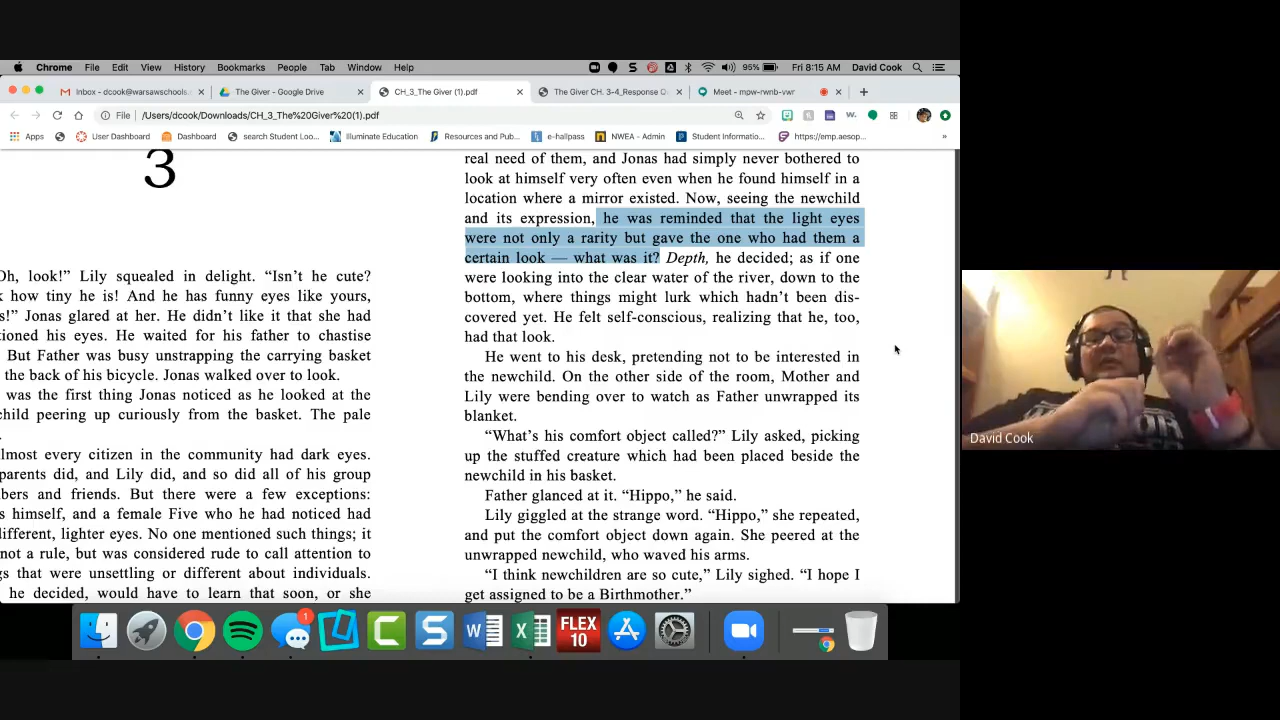 Chrome File Edit View History Bookmarks People Tab Window Help
95% Fri 8:15 AM David Cook
Inbox - dcook@warsawschools.
The Giver - Google Drive
CH_3_The Giver (1).pdf
The Giver CH. 3-4_Response Q
Meet - mpw-rwnb-vwr
File /Users/dcook/Downloads/CH_3_The%20Giver%20(1).pdf
Apps User Dashboard Dashboard search Student Loo... Illuminate Education Resources and Pub... e-hallpass NWEA - Admin Student Informatio... https://emp.aesop...
3
Oh, look!” Lily squealed in delight. “Isn’t he cute?
how tiny he is! And he has funny eyes like yours,
s!” Jonas glared at her. He didn’t like it that she had
tioned his eyes. He waited for his father to chastise
But Father was busy unstrapping the carrying basket
the back of his bicycle. Jonas walked over to look.
was the first thing Jonas noticed as he looked at the
child peering up curiously from the basket. The pale
lmost every citizen in the community had dark eyes.
parents did, and Lily did, and so did all of his group
bers and friends. But there were a few exceptions:
s himself, and a female Five who he had noticed had
different, lighter eyes. No one mentioned such things; it
not a rule, but was considered rude to call attention to
gs that were unsettling or different about individuals.
he decided, would have to learn that soon, or she
real need of them, and Jonas had simply never bothered to
look at himself very often even when he found himself in a
location where a mirror existed. Now, seeing the newchild
and its expression, he was reminded that the light eyes
were not only a rarity but gave the one who had them a
certain look — what was it? Depth, he decided; as if one
were looking into the clear water of the river, down to the
bottom, where things might lurk which hadn’t been dis-
covered yet. He felt self-conscious, realizing that he, too,
had that look.
He went to his desk, pretending not to be interested in
the newchild. On the other side of the room, Mother and
Lily were bending over to watch as Father unwrapped its
blanket.
“What’s his comfort object called?” Lily asked, picking
up the stuffed creature which had been placed beside the
newchild in his basket.
Father glanced at it. “Hippo,” he said.
Lily giggled at the strange word. “Hippo,” she repeated,
and put the comfort object down again. She peered at the
unwrapped newchild, who waved his arms.
“I think newchildren are so cute,” Lily sighed. “I hope I
get assigned to be a Birthmother.”
David Cook
1
FLEX
10